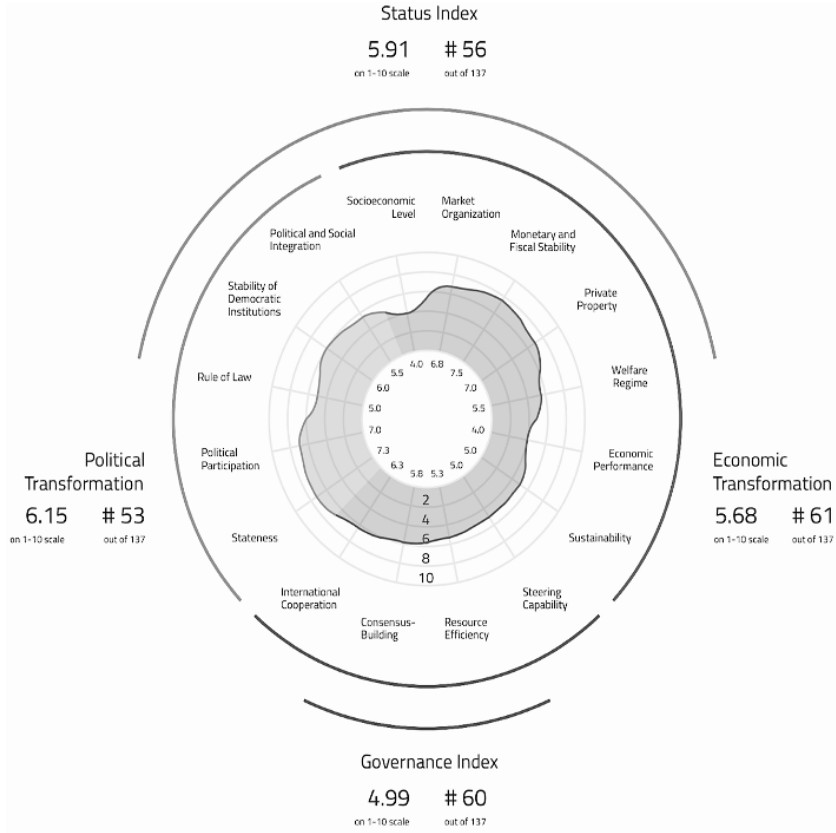 Status Index
5.91 # 56
on 1-10 scale out of 137
Socioeconomic
Level
Market
Organization
Political and Social
Integration
Monetary and
Fiscal Stability
Stability of
Democratic
Institutions
Private
Property
Rule of Law
Welfare
Regime
Political
Participation
Economic
Performance
Stateness
Sustainability
International
Cooperation
Steering
Capability
Consensus-
Building
Resource
Efficiency
4.0 6.8
5.5 7.5
6.0 7.0
5.0 5.5
7.0 4.0
7.3 5.0
6.3 5.0
5.8 5.3
2
4
6
8
10
Political
Transformation
6.15 # 53
on 1-10 scale out of 137
Economic
Transformation
5.68 # 61
on 1-10 scale out of 137
Governance Index
4.99 # 60
on 1-10 scale out of 137